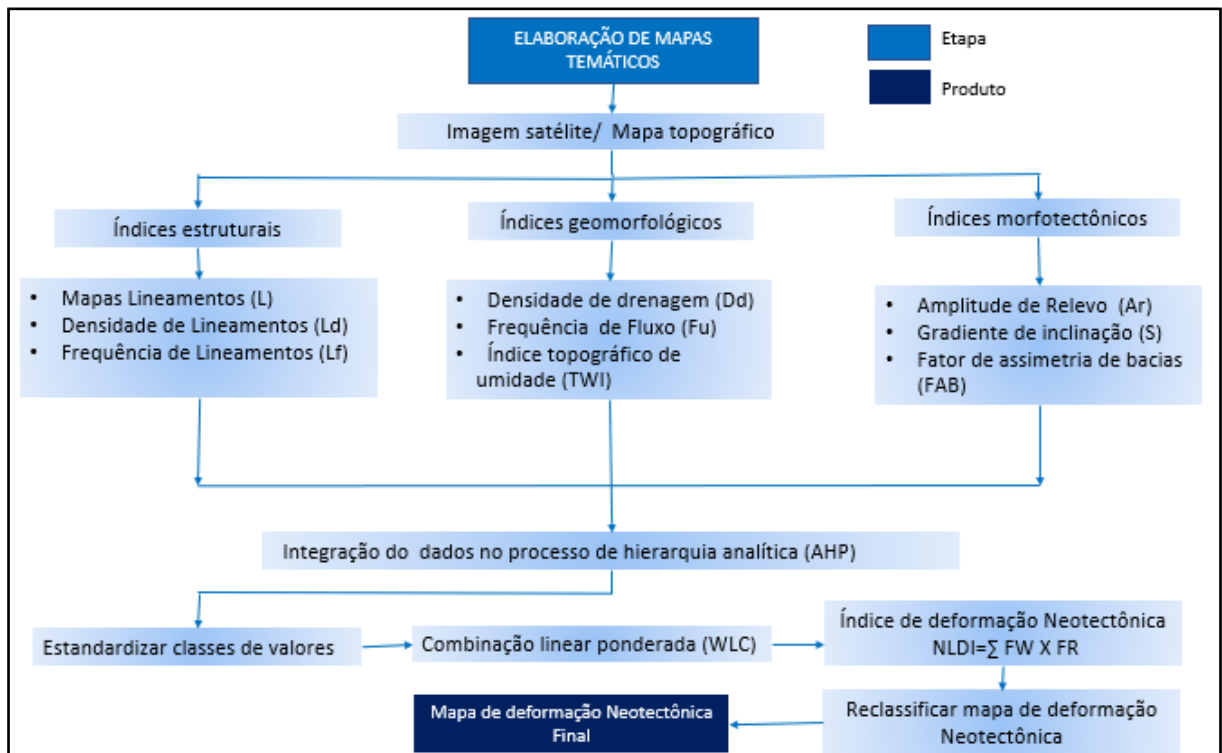 ELABORAÇÃO DE MAPAS
TEMÁTICOS
Etapa
Produto
Imagem satélite/ Mapa topográfico
Índices estruturais
Índices geomorfológicos
Índices morfotectônicos
• Mapas Lineamentos (L)
• Densidade de Lineamentos (Ld)
• Frequência de Lineamentos (Lf)
• Densidade de drenagem (Dd)
• Frequência de Fluxo (Fu)
• Índice topográfico de
umidade (TWI)
• Amplitude de Relevo (Ar)
• Gradiente de inclinação (S)
• Fator de assimetria de bacias
(FAB)
Integração do dados no processo de hierarquia analítica (AHP)
Estandardizar classes de valores
Combinação linear ponderada (WLC)
Índice de deformação Neotectônica
NLDI=∑ FW X FR
Reclassificar mapa de deformação
Neotectônica
Mapa de deformação Neotectônica
Final